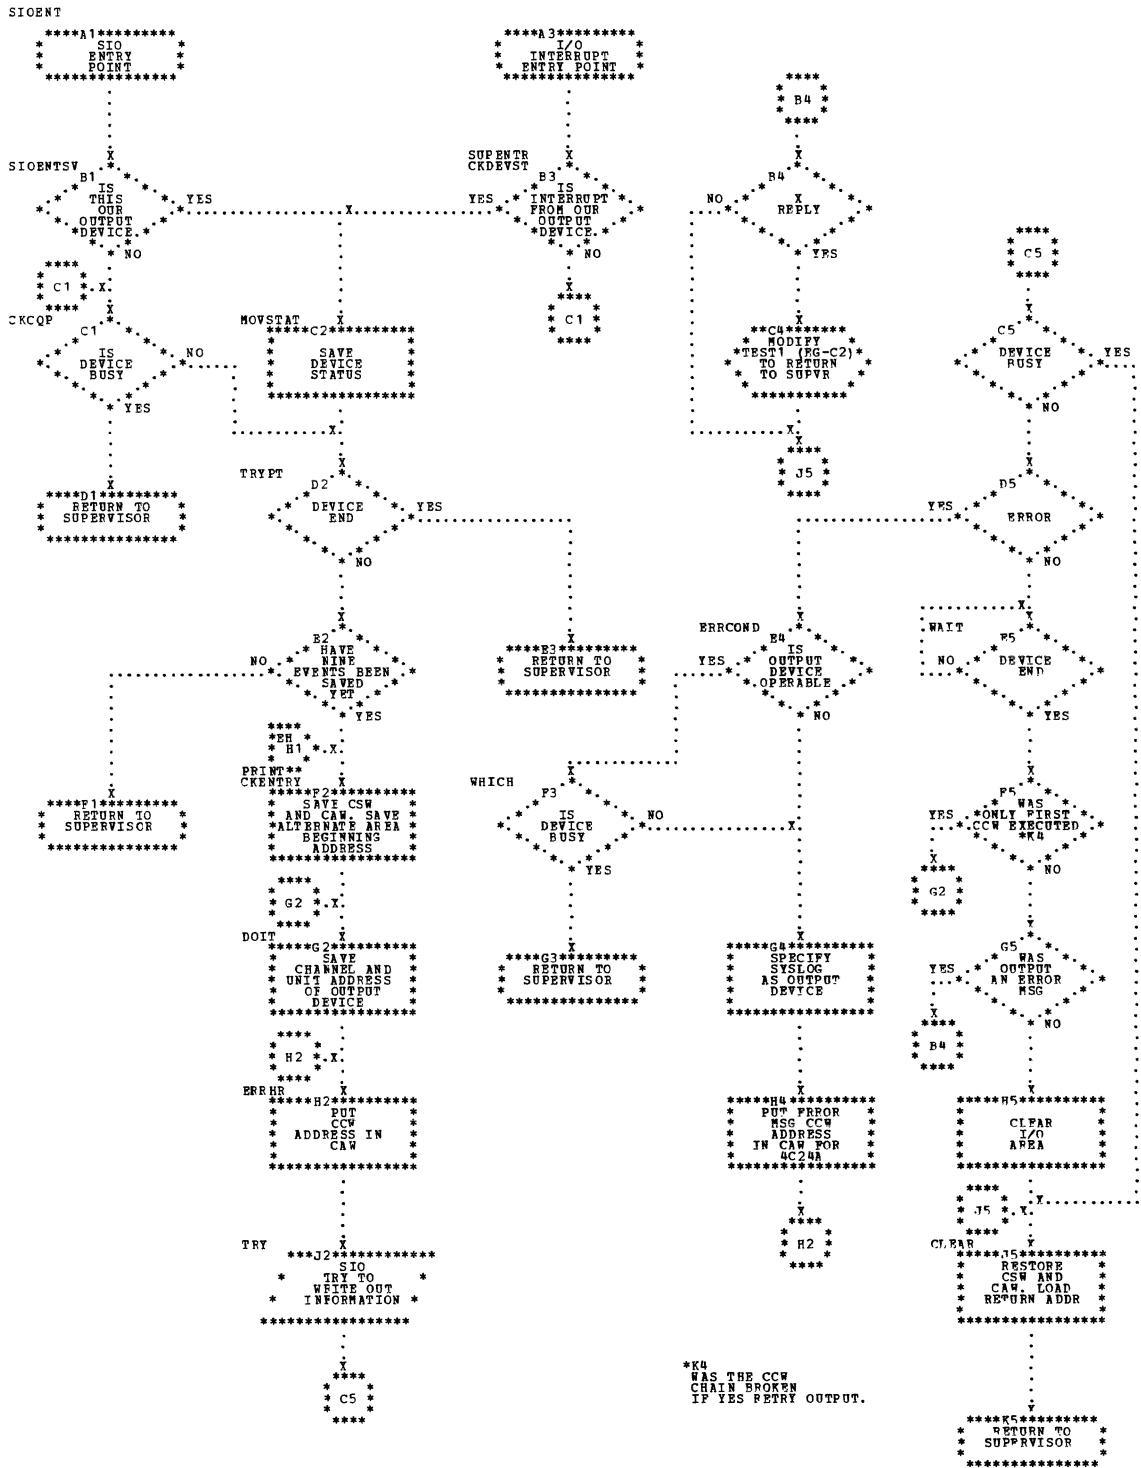 SIOENT
A1
SIO
ENTRY
POINT
A3
I/O
INTERRUPT
ENTRY POINT
B4
SIOENTSV
B1
IS
THIS
OUR
OUTPUT
DEVICE
YES
NO
SUPENTR
CKDEVST
B3
IS
INTERRUPT
FROM OUR
OUTPUT
DEVICE
YES
NO
B4
X
REPLY
NO
YES
C5
C1
C1
CKCQP
C1
IS
DEVICE
BUSY
NO
YES
MOVSTAT
C2
SAVE
DEVICE
STATUS
C4
MODIFY
TEST1 (EG-C2)
TO RETURN
TO SUPVR
C5
DEVICE
BUSY
YES
NO
J5
D1
RETURN TO
SUPERVISOR
TRYPT
D2
DEVICE
END
YES
NO
D5
ERROR
YES
NO
E2
HAVE
NINE
EVENTS BEEN
SAVED
YET
NO
YES
E3
RETURN TO
SUPERVISOR
ERRCOND
E4
IS
OUTPUT
DEVICE
OPERABLE
YES
NO
WAIT
E5
DEVICE
END
NO
YES
*EH
H1
PRINT**
CKENTRY
F1
RETURN TO
SUPERVISOR
F2
SAVE CSW
AND CAW. SAVE
ALTERNATE AREA
BEGINNING
ADDRESS
WHICH
F3
IS
DEVICE
BUSY
NO
YES
F5
WAS
ONLY FIRST
CCW EXECUTED
*K4
YES
NO
G2
G2
DOIT
G2
SAVE
CHANNEL AND
UNIT ADDRESS
OF OUTPUT
DEVICE
G3
RETURN TO
SUPERVISOR
G4
SPECIFY
SYSLOG
AS OUTPUT
DEVICE
G5
WAS
OUTPUT
AN ERROR
MSG
YES
NO
H2
B4
ERRHR
H2
PUT
CCW
ADDRESS IN
CAW
H4
PUT ERROR
MSG CCW
ADDRESS
IN CAW FOR
4C24A
H5
CLEAR
I/O
AREA
J5
H2
TRY
J2
SIO
TRY TO
WRITE OUT
INFORMATION
CLEAR
J5
RESTORE
CSW AND
CAW. LOAD
RETURN ADDR
C5
*K4
WAS THE CCW
CHAIN BROKEN
IF YES RETRY OUTPUT.
K5
RETURN TO
SUPERVISOR